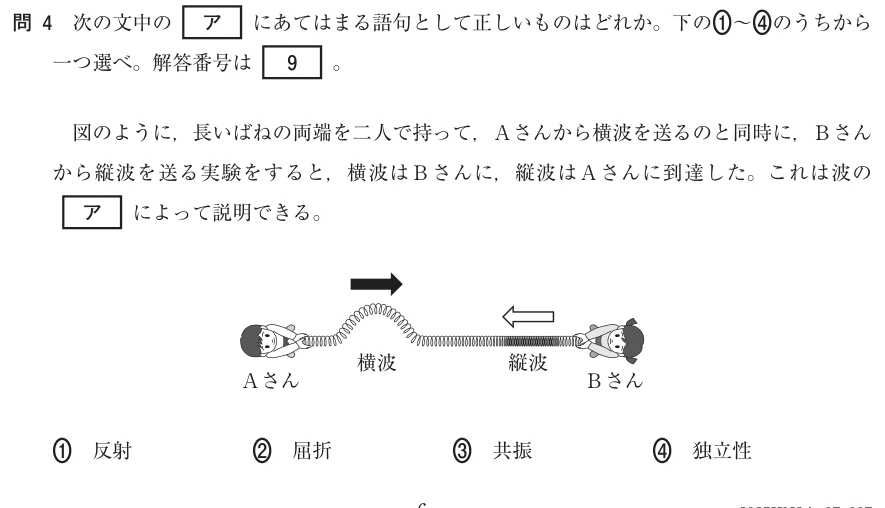 問 4 次の文中の ア にあてはまる語句として正しいものはどれか。下の①～④のうちから
一つ選べ。解答番号は 9 。
図のように，長いばねの両端を二人で持って，Ａさんから横波を送るのと同時に，Ｂさん
から縦波を送る実験をすると，横波はＢさんに，縦波はＡさんに到達した。これは波の
ア によって説明できる。
横波 縦波
Ａさん Ｂさん
① 反射 ② 屈折 ③ 共振 ④ 独立性